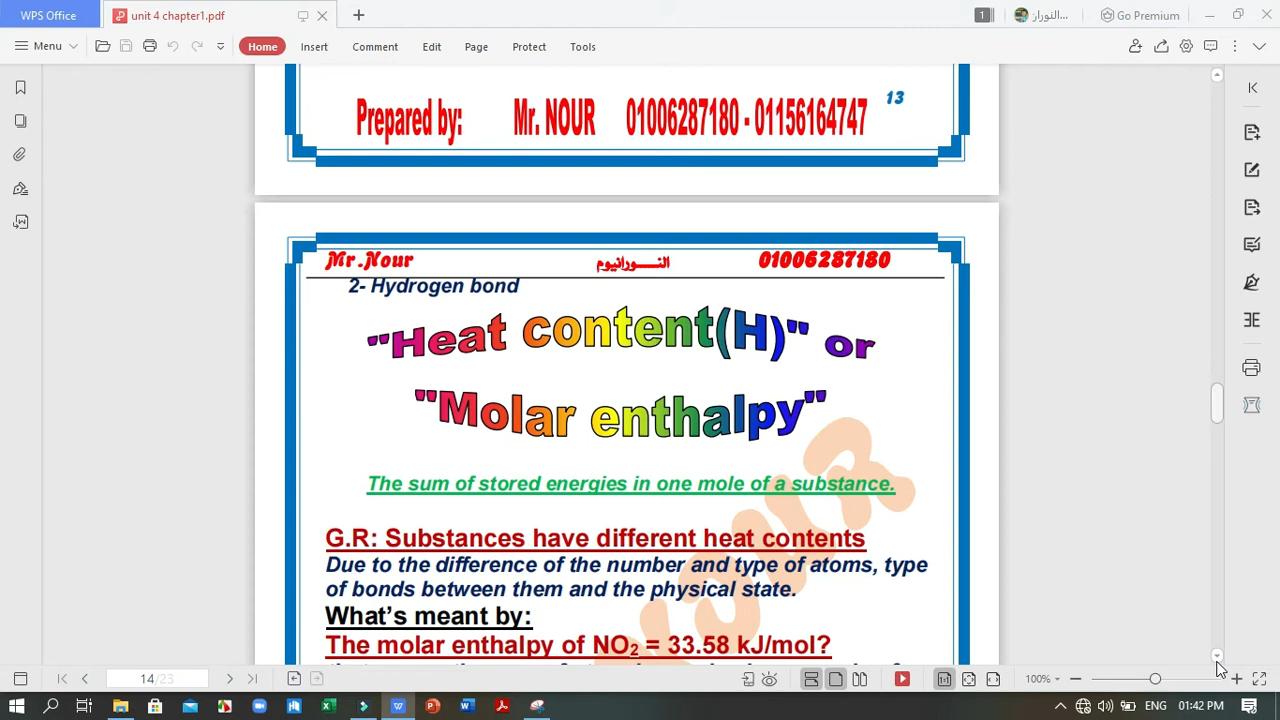 WPS Office
unit 4 chapter1.pdf
1
النوران...
Go Premium
Menu
Home
Insert
Comment
Edit
Page
Protect
Tools
13
Prepared by: Mr. NOUR 01006287180 - 01156164747
Mr .Nour النـــورانيوم 01006287180
2- Hydrogen bond
"Heat content(H)" or
"Molar enthalpy"
The sum of stored energies in one mole of a substance.
G.R: Substances have different heat contents
Due to the difference of the number and type of atoms, type
of bonds between them and the physical state.
What's meant by:
The molar enthalpy of NO₂ = 33.58 kJ/mol?
14/23
100%
ENG 01:42 PM